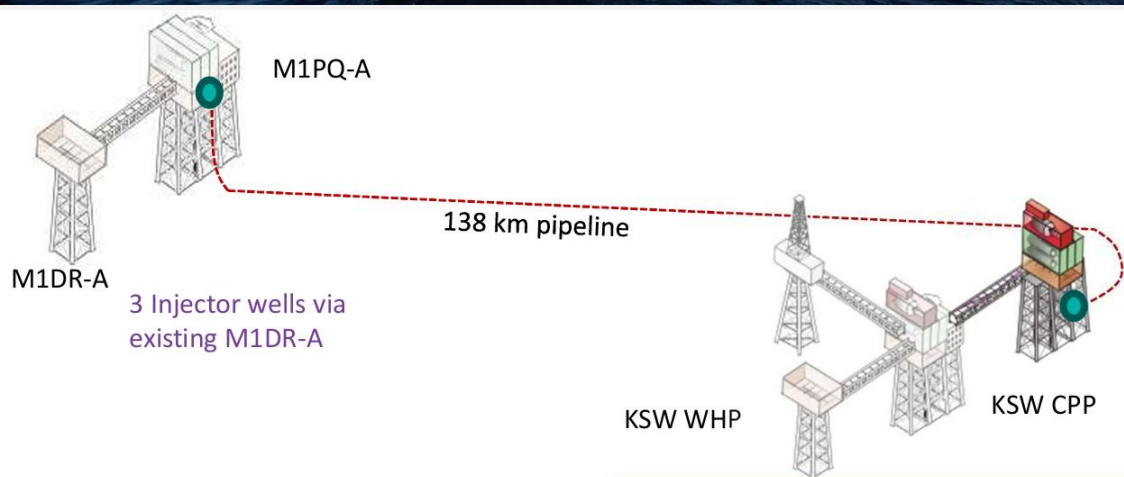 M1PQ-A
138 km pipeline
M1DR-A
3 Injector wells via
existing M1DR-A
KSW WHP
KSW CPP